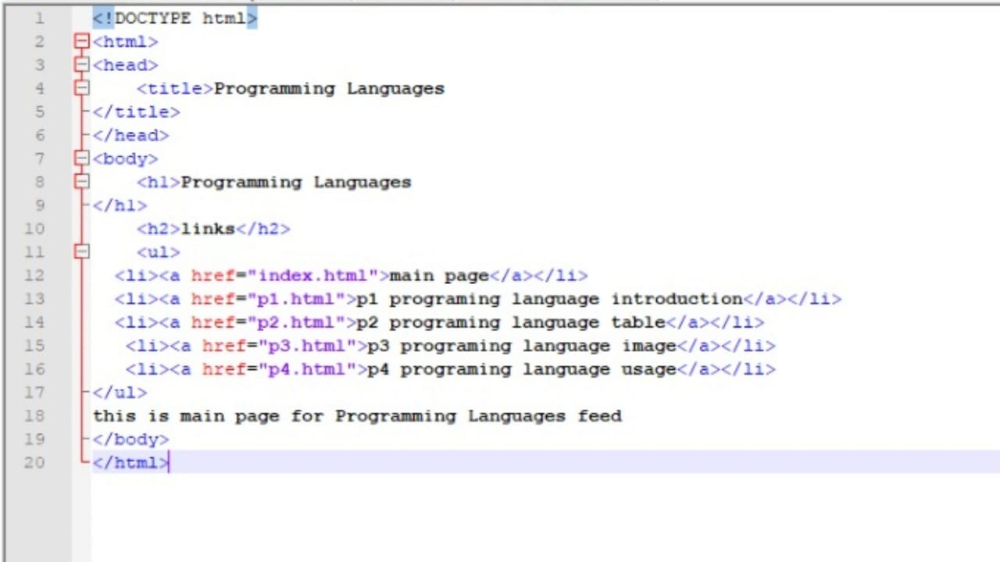 1 <!DOCTYPE html>
2 <html>
3 <head>
4     <title>Programming Languages
5 </title>
6 </head>
7 <body>
8     <h1>Programming Languages
9 </h1>
10     <h2>links</h2>
11     <ul>
12   <li><a href="index.html">main page</a></li>
13   <li><a href="p1.html">p1 programing language introduction</a></li>
14   <li><a href="p2.html">p2 programing language table</a></li>
15    <li><a href="p3.html">p3 programing language image</a></li>
16    <li><a href="p4.html">p4 programing language usage</a></li>
17 </ul>
18 this is main page for Programming Languages feed
19 </body>
20 </html>